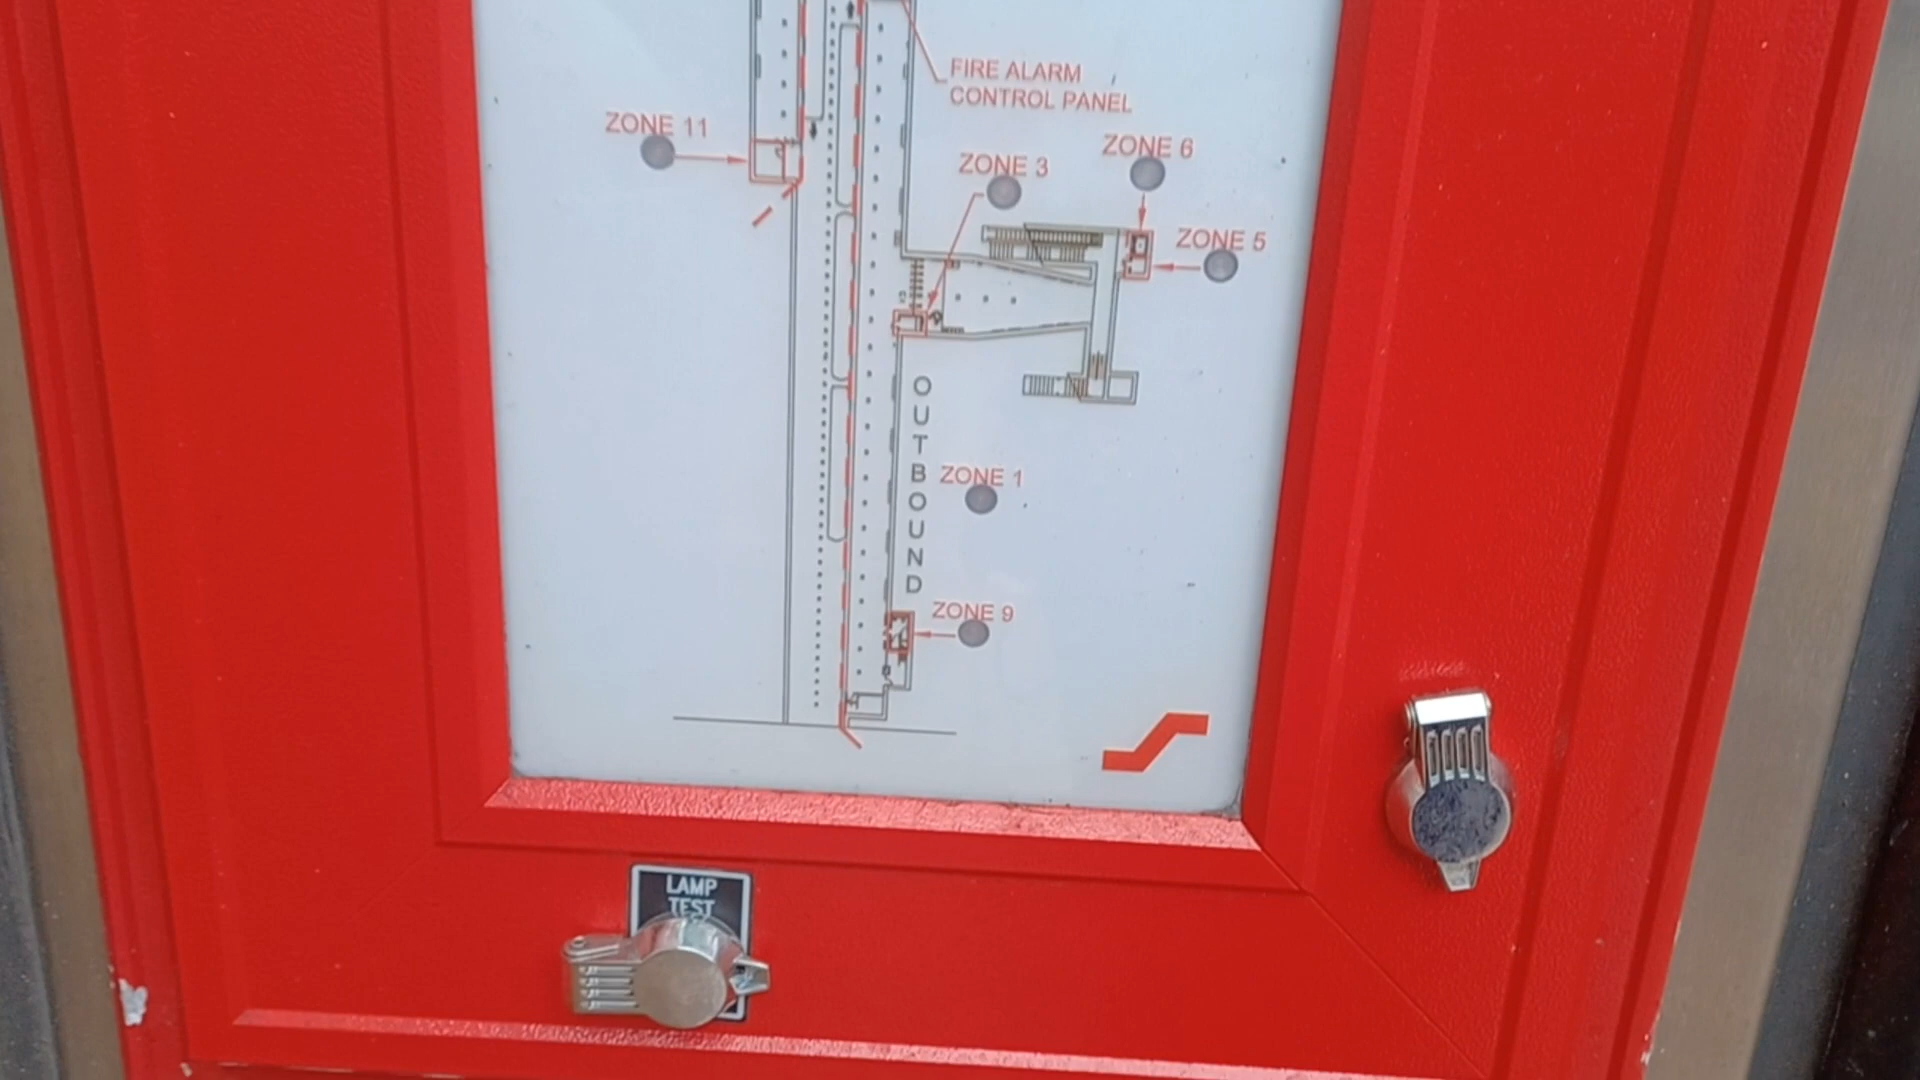 FIRE ALARM
CONTROL PANEL
ZONE 11
ZONE 6
ZONE 3
ZONE 5
OUTBOUND
ZONE 1
ZONE 9
LAMP
TEST